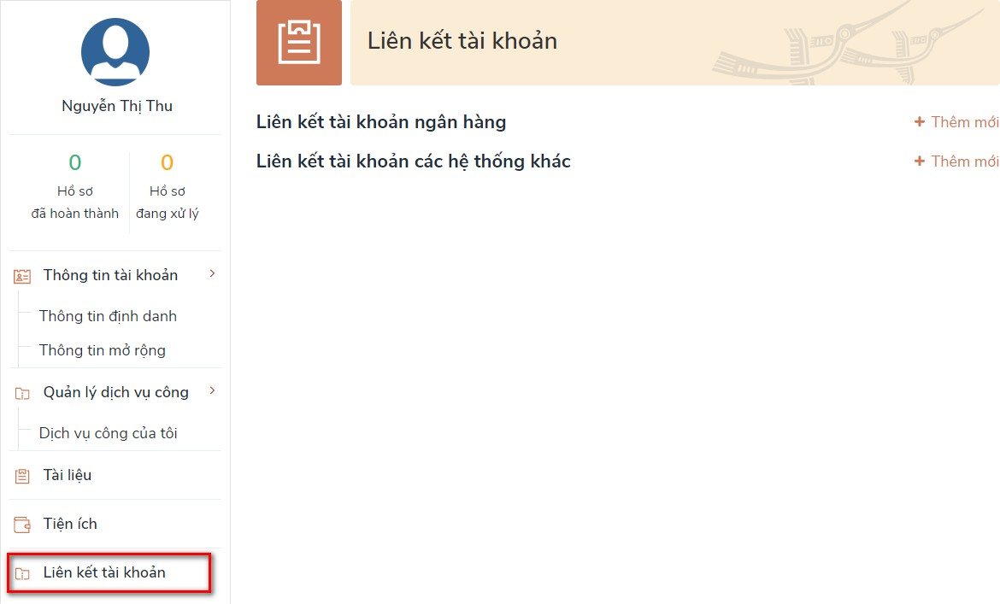 Nguyễn Thị Thu
0
Hồ sơ
đã hoàn thành
0
Hồ sơ
đang xử lý
Thông tin tài khoản
Thông tin định danh
Thông tin mở rộng
Quản lý dịch vụ công
Dịch vụ công của tôi
Tài liệu
Tiện ích
Liên kết tài khoản
Liên kết tài khoản
Liên kết tài khoản ngân hàng
+ Thêm mới
Liên kết tài khoản các hệ thống khác
+ Thêm mới